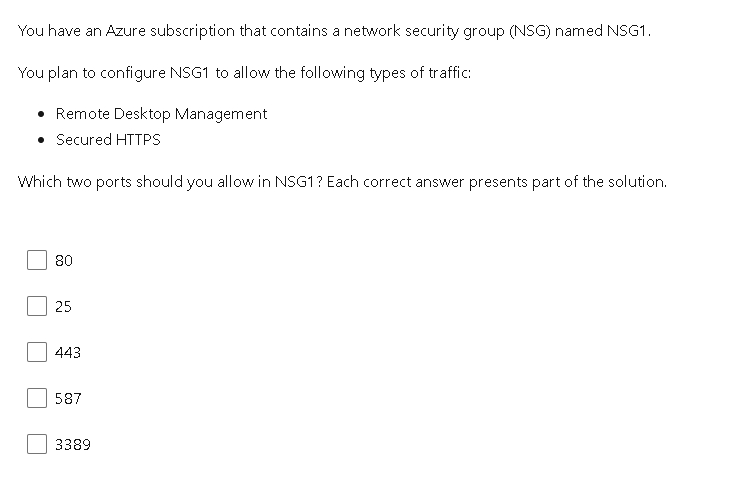 You have an Azure subscription that contains a network security group (NSG) named NSG1.
You plan to configure NSG1 to allow the following types of traffic:
• Remote Desktop Management
• Secured HTTPS
Which two ports should you allow in NSG1? Each correct answer presents part of the solution.
80
25
443
587
3389